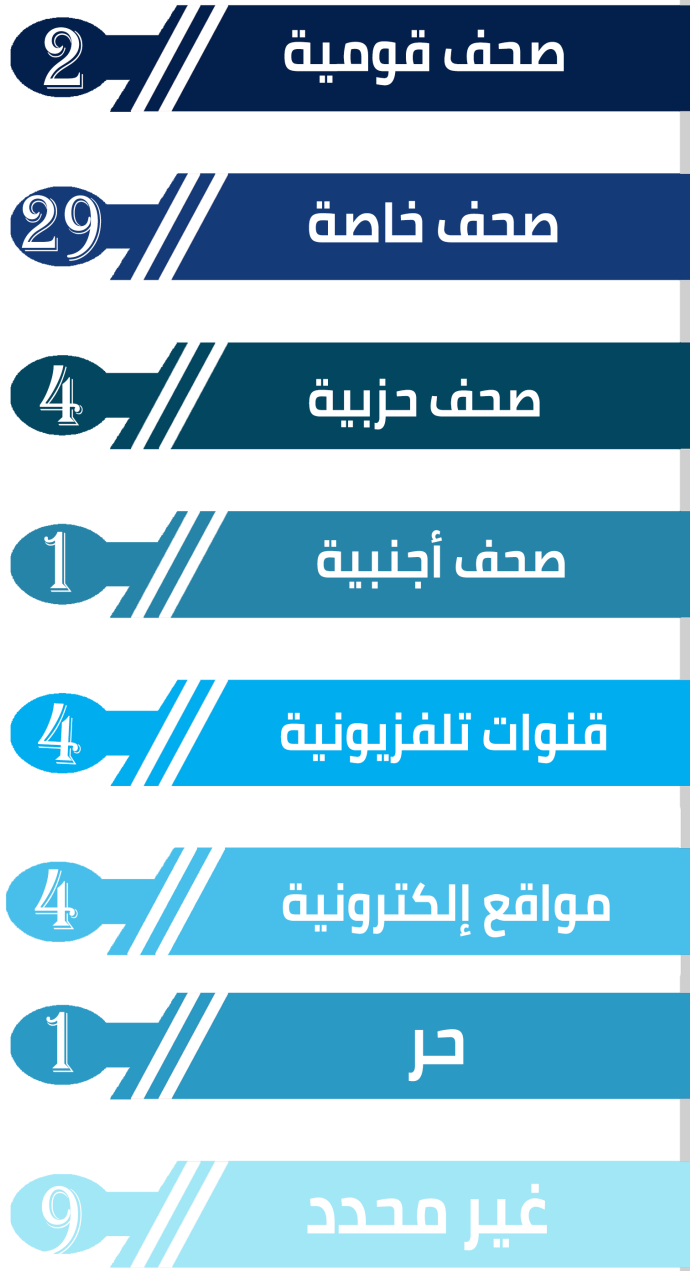 صحف قومية 2
صحف خاصة 29
صحف حزبية 4
صحف أجنبية 1
قنوات تلفزيونية 4
مواقع إلكترونية 4
حر 1
غير محدد 9